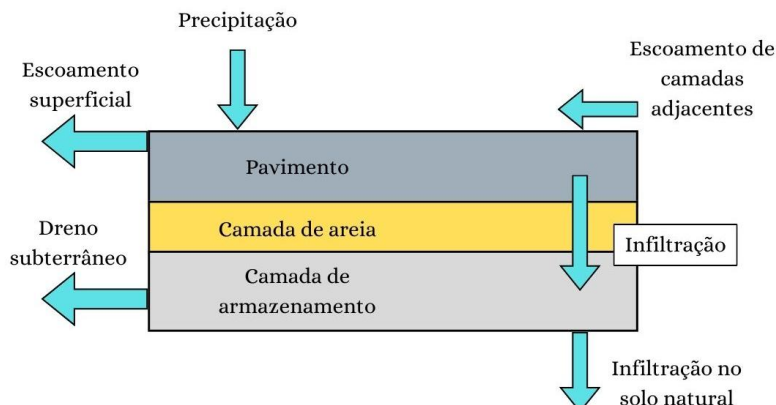 Precipitação
Escoamento
superficial
Escoamento de
camadas
adjacentes
Pavimento
Camada de areia
Dreno
subterrâneo
Infiltração
Camada de
armazenamento
Infiltração no
solo natural